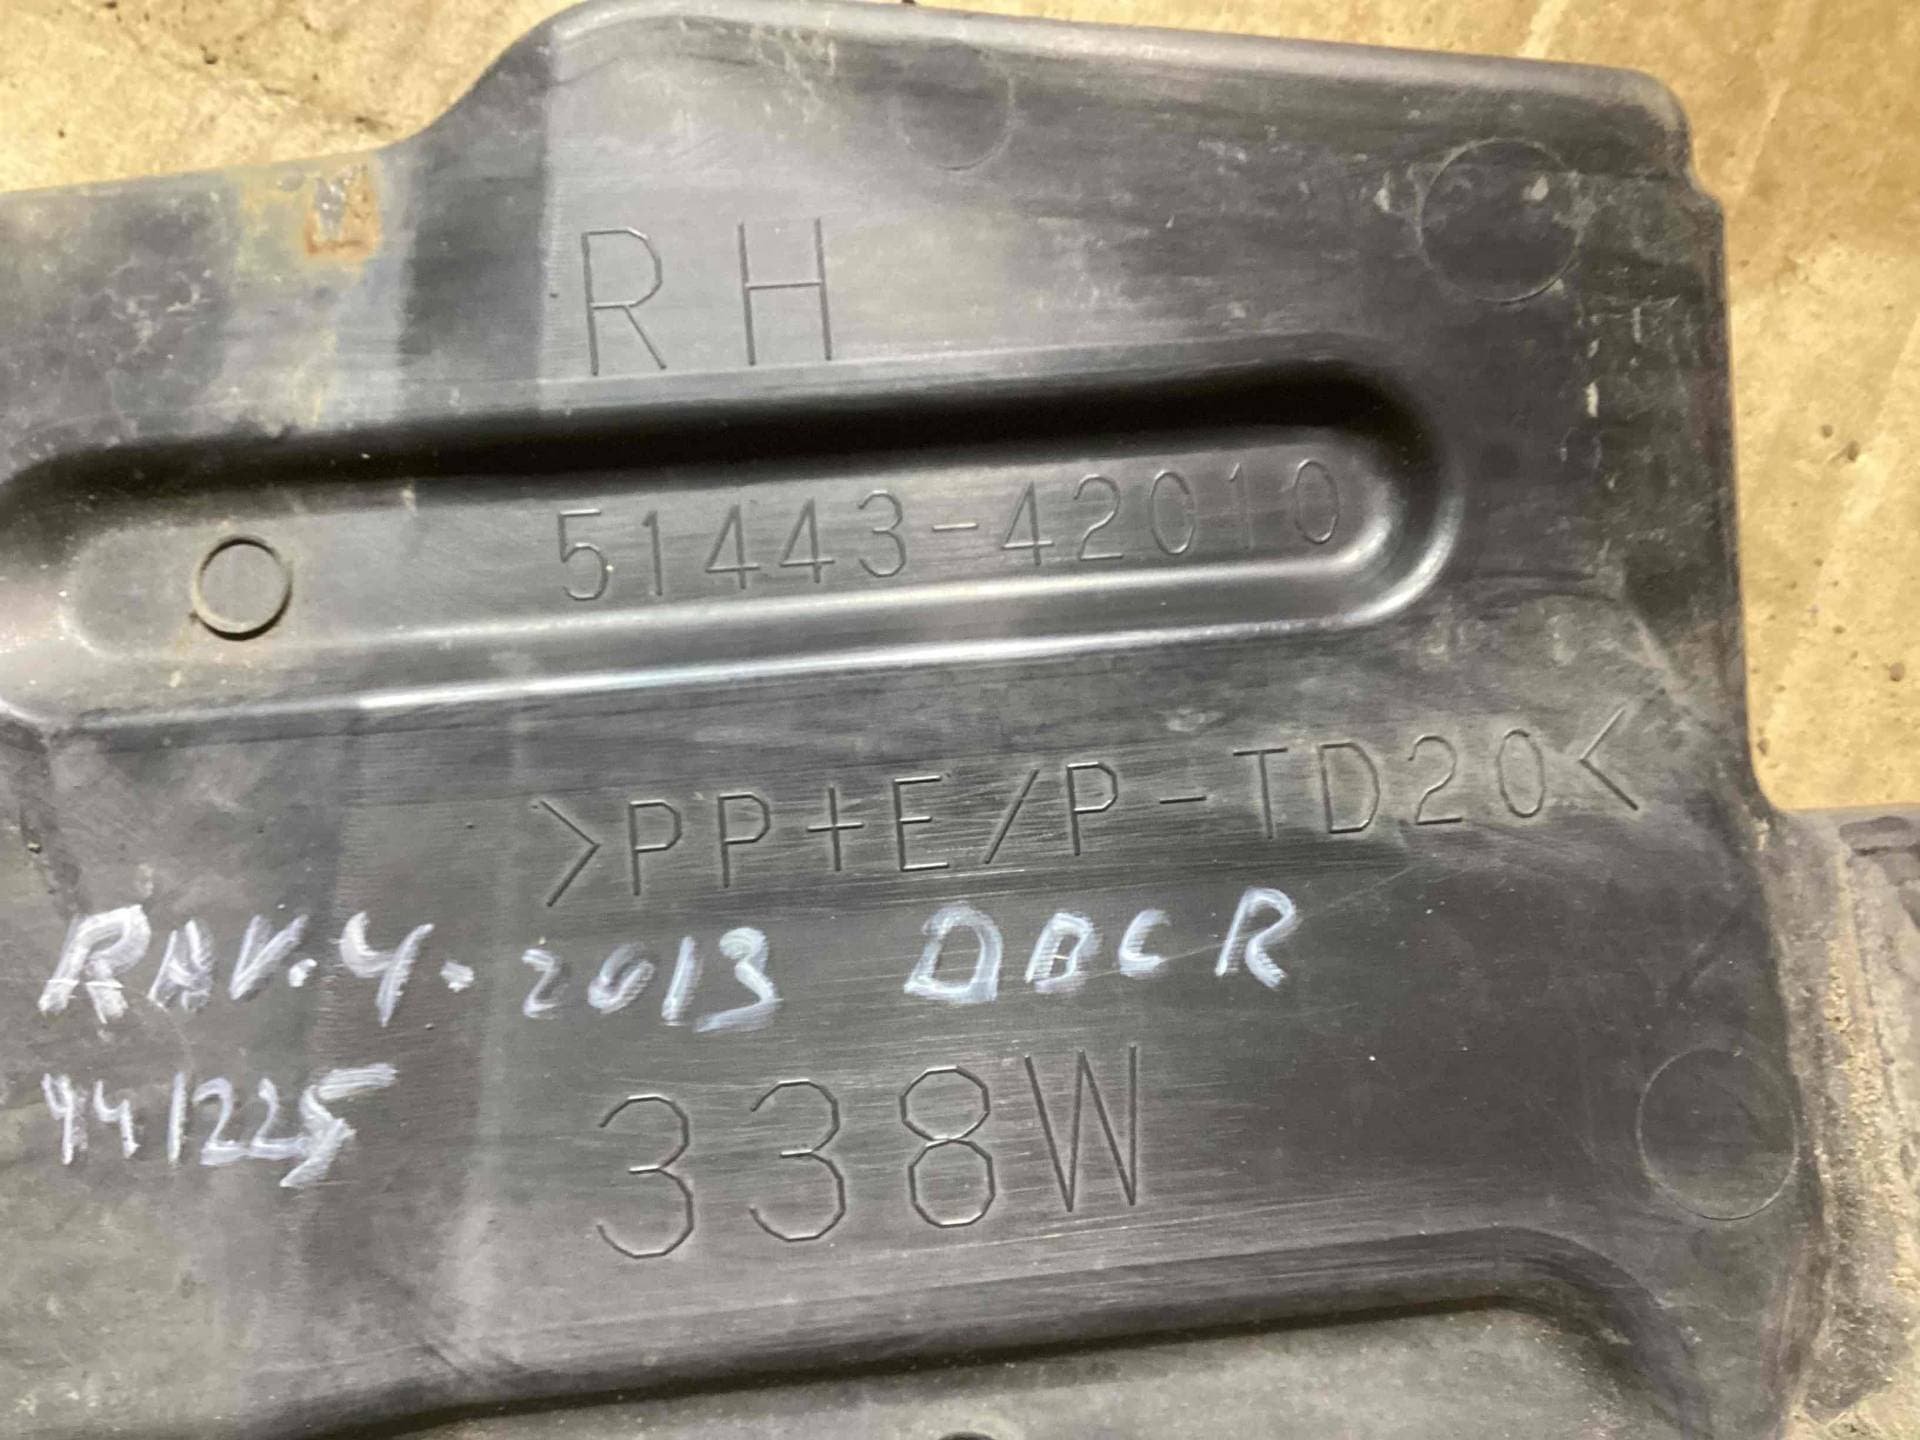 RH
51443-42010
>PP+E/P-TD20<
RAV.4.2013 DBCR
441225
338W